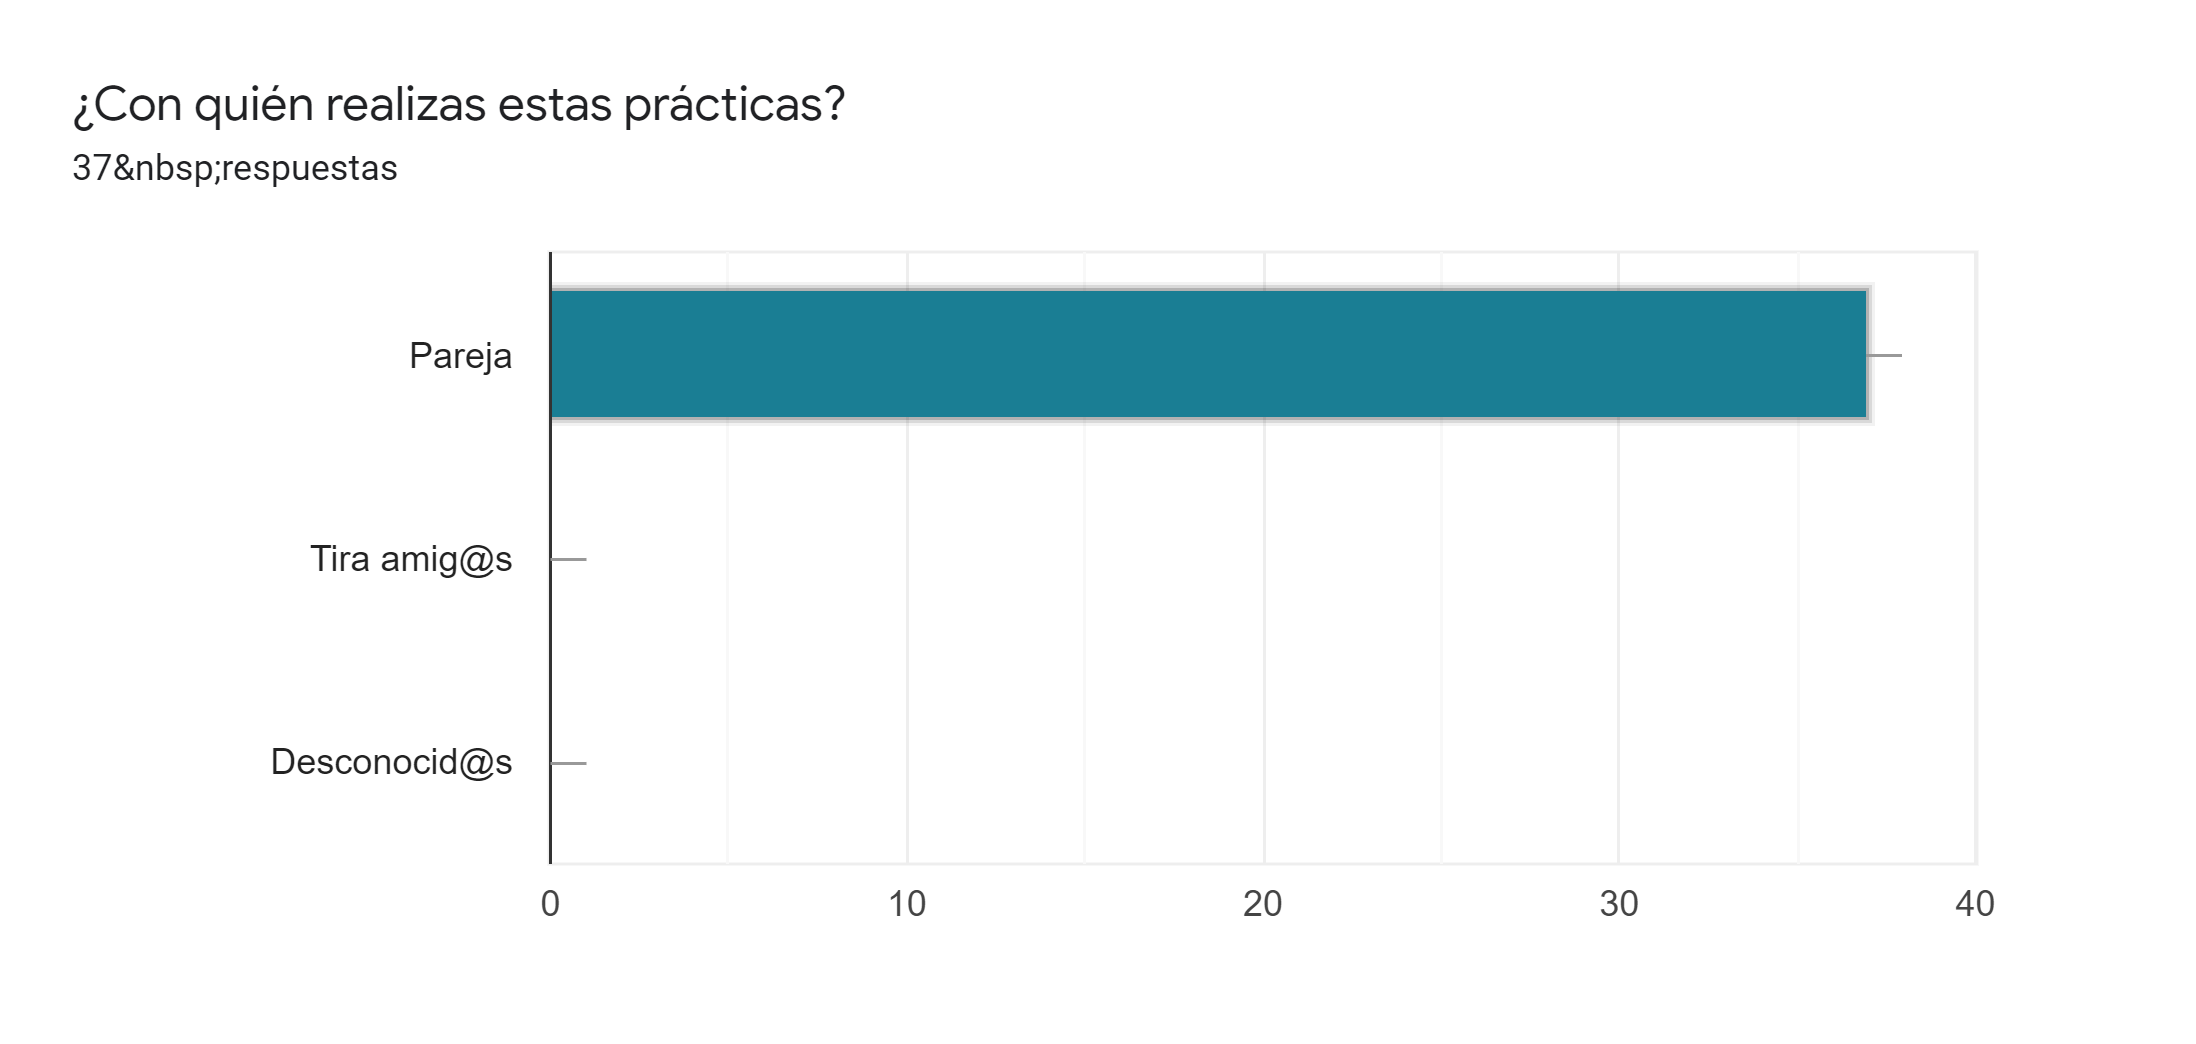 ¿Con quién realizas estas prácticas?
37&nbsp;respuestas
Pareja
Tira amig@s
Desconocid@s
0 10 20 30 40